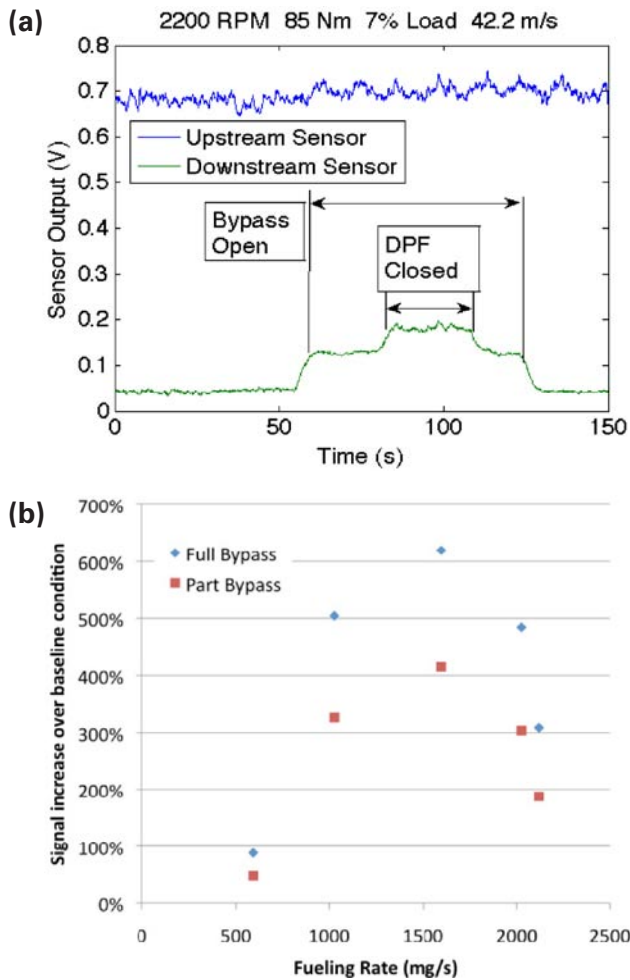 (a)
2200 RPM 85 Nm 7% Load 42.2 m/s
0.8
0.7
0.6
0.5
0.4
0.3
0.2
0.1
0
Sensor Output (V)
Upstream Sensor
Downstream Sensor
Bypass
Open
DPF
Closed
0 50 100 150
Time (s)
(b)
700%
600%
500%
400%
300%
200%
100%
0%
Signal increase over baseline condition
Full Bypass
Part Bypass
0 500 1000 1500 2000 2500
Fueling Rate (mg/s)